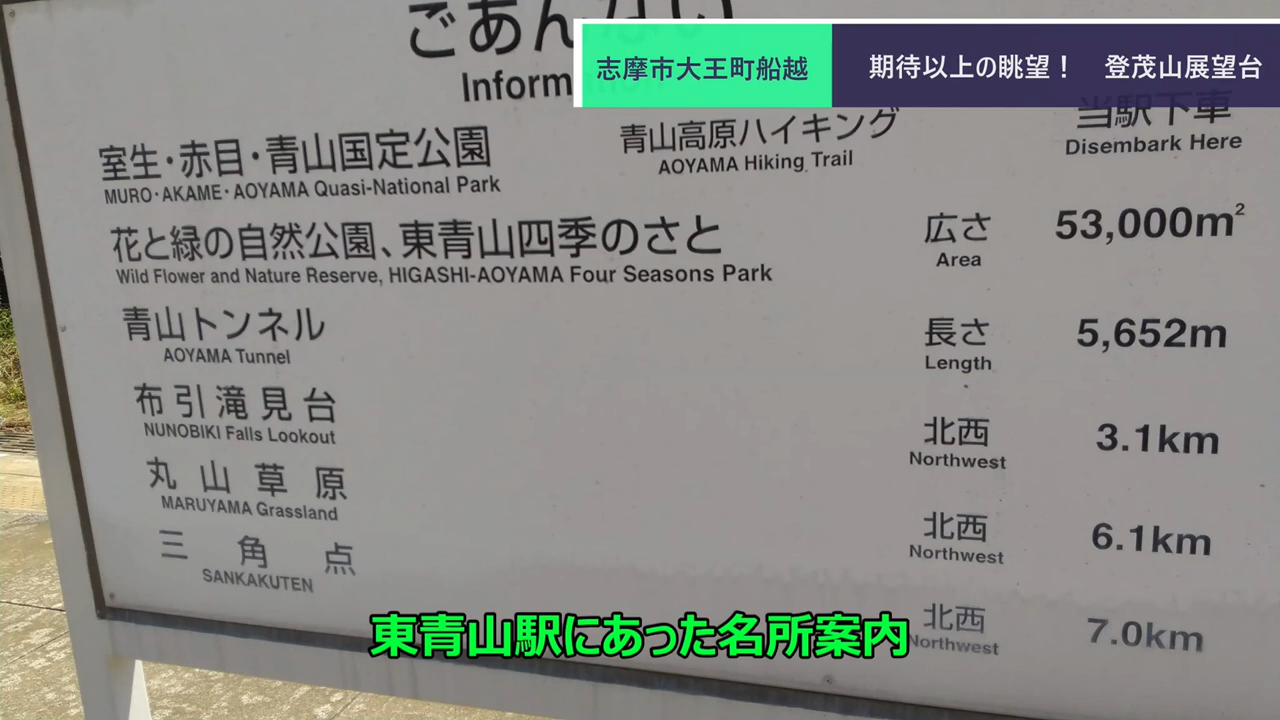 ごあんない
Information
志摩市大王町船越
期待以上の眺望！ 登茂山展望台
室生・赤目・青山国定公園
MURO・AKAME・AOYAMA Quasi-National Park
青山高原ハイキング
AOYAMA Hiking Trail
当駅下車
Disembark Here
花と緑の自然公園、東青山四季のさと
Wild Flower and Nature Reserve, HIGASHI-AOYAMA Four Seasons Park
広さ 53,000m²
Area
青山トンネル
AOYAMA Tunnel
長さ 5,652m
Length
布引滝見台
NUNOBIKI Falls Lookout
北西 3.1km
Northwest
丸山草原
MARUYAMA Grassland
北西 6.1km
Northwest
三角点
SANKAKUTEN
北西 7.0km
Northwest
東青山駅にあった名所案内